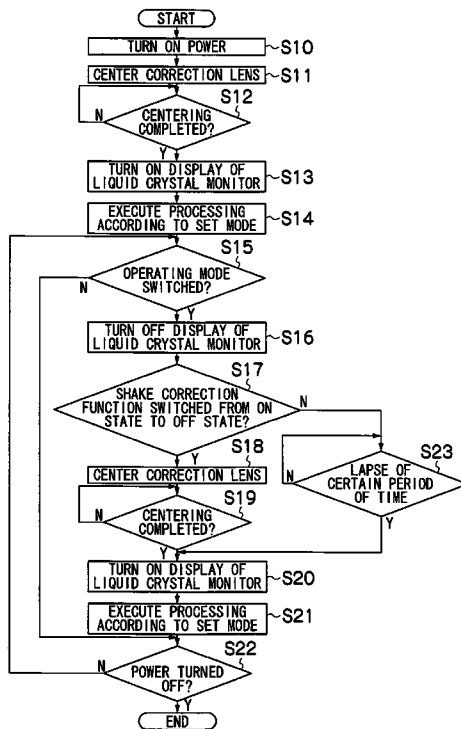 START
TURN ON POWER
S10
CENTER CORRECTION LENS
S11
S12
CENTERING
COMPLETED?
N
Y
TURN ON DISPLAY OF
LIQUID CRYSTAL MONITOR
S13
EXECUTE PROCESSING
ACCORDING TO SET MODE
S14
S15
OPERATING MODE
SWITCHED?
N
Y
TURN OFF DISPLAY OF
LIQUID CRYSTAL MONITOR
S16
S17
SHAKE CORRECTION
FUNCTION SWITCHED FROM ON
STATE TO OFF STATE?
N
Y
S18
CENTER CORRECTION LENS
S19
CENTERING
COMPLETED?
N
Y
S23
LAPSE OF
CERTAIN PERIOD
OF TIME
N
Y
TURN ON DISPLAY OF
LIQUID CRYSTAL MONITOR
S20
EXECUTE PROCESSING
ACCORDING TO SET MODE
S21
S22
POWER TURNED
OFF?
N
Y
END